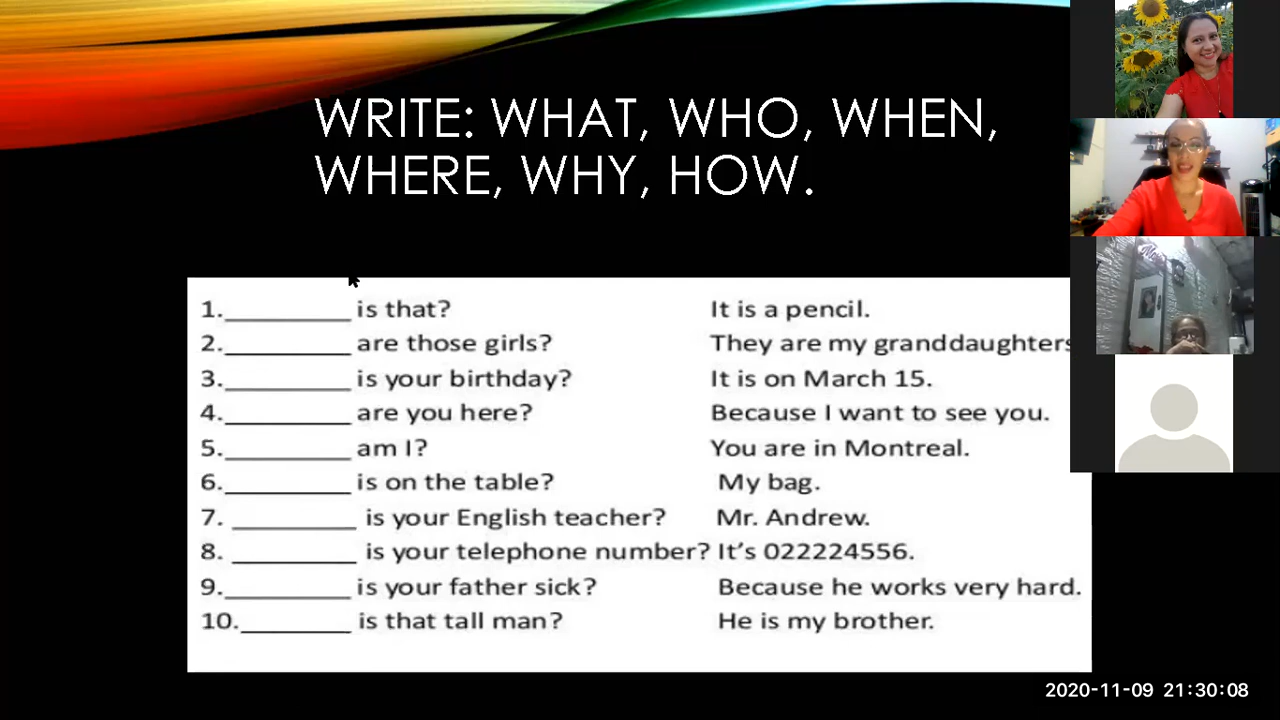 WRITE: WHAT, WHO, WHEN,
WHERE, WHY, HOW.
1.__________ is that? It is a pencil.
2.__________ are those girls? They are my granddaughters
3.__________ is your birthday? It is on March 15.
4.__________ are you here? Because I want to see you.
5.__________ am I? You are in Montreal.
6.__________ is on the table? My bag.
7. __________ is your English teacher? Mr. Andrew.
8. __________ is your telephone number? It’s 022224556.
9.__________ is your father sick? Because he works very hard.
10._________ is that tall man? He is my brother.
2020-11-09 21:30:08